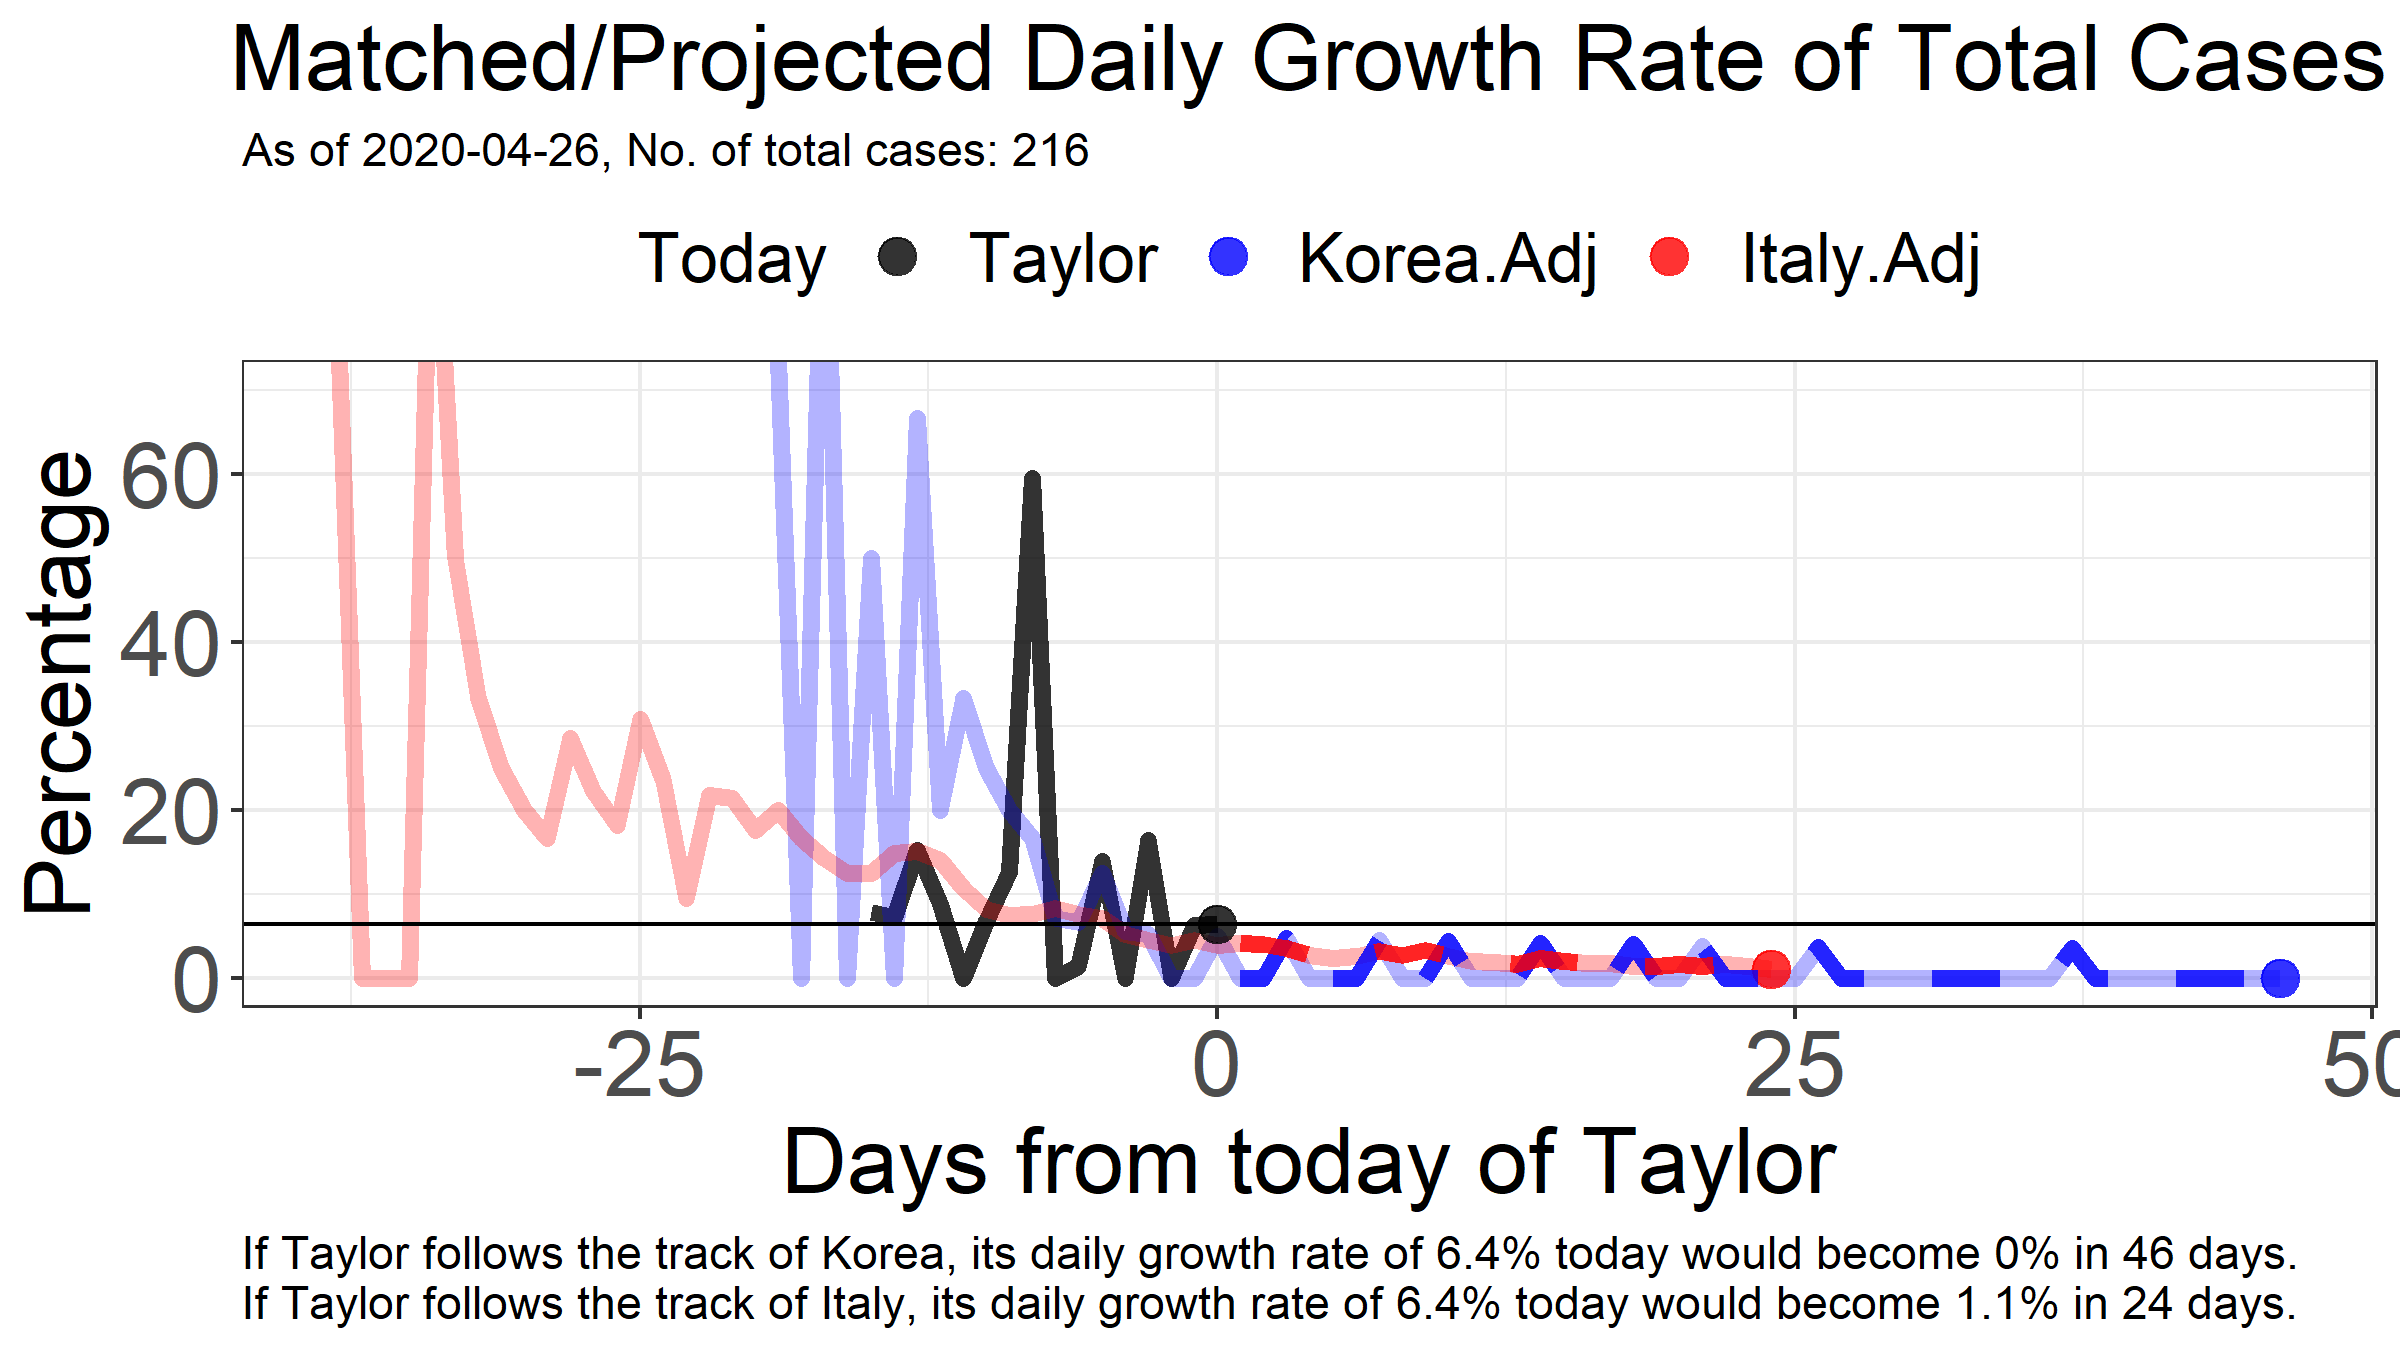 Matched/Projected Daily Growth Rate of Total Cases
As of 2020-04-26, No. of total cases: 216
Today Taylor Korea.Adj Italy.Adj
Percentage
60
40
20
0
-25 0 25 50
Days from today of Taylor
If Taylor follows the track of Korea, its daily growth rate of 6.4% today would become 0% in 46 days.
If Taylor follows the track of Italy, its daily growth rate of 6.4% today would become 1.1% in 24 days.